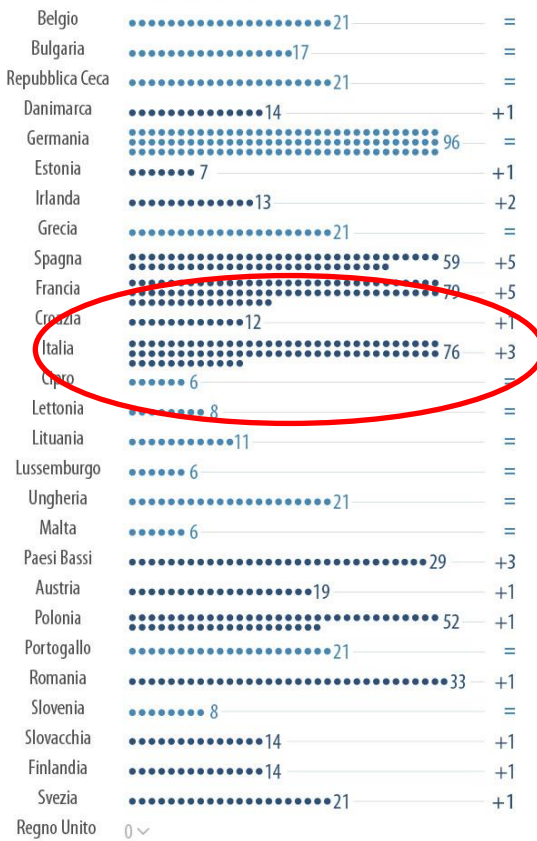 Belgio 21 =
Bulgaria 17 =
Repubblica Ceca 21 =
Danimarca 14 +1
Germania 96 =
Estonia 7 +1
Irlanda 13 +2
Grecia 21 =
Spagna 59 +5
Francia 79 +5
Croazia 12 +1
Italia 76 +3
Cipro 6 =
Lettonia 8 =
Lituania 11 =
Lussemburgo 6 =
Ungheria 21 =
Malta 6 =
Paesi Bassi 29 +3
Austria 19 +1
Polonia 52 +1
Portogallo 21 =
Romania 33 +1
Slovenia 8 =
Slovacchia 14 +1
Finlandia 14 +1
Svezia 21 +1
Regno Unito 0